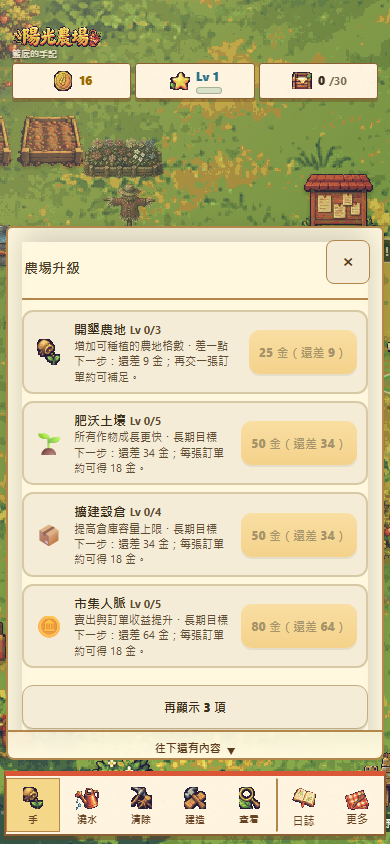 陽光農場
籃底的手記
16
Lv 1
0 /30
農場升級
×
開墾農地 Lv 0/3
增加可種植的農地格數．差一點
下一步：還差 9 金；再交一張訂
單約可補足。
25 金（還差 9 ）
肥沃土壤 Lv 0/5
所有作物成長更快．長期目標
下一步：還差 34 金；每張訂單
約可得 18 金。
50 金（還差 34 ）
擴建穀倉 Lv 0/4
提高倉庫容量上限．長期目標
下一步：還差 34 金；每張訂單
約可得 18 金。
50 金（還差 34 ）
市集人脈 Lv 0/5
賣出與訂單收益提升．長期目標
下一步：還差 64 金；每張訂單
約可得 18 金。
80 金（還差 64 ）
再顯示 3 項
往下還有內容 ▼
手
澆水
清除
建造
查看
日誌
更多